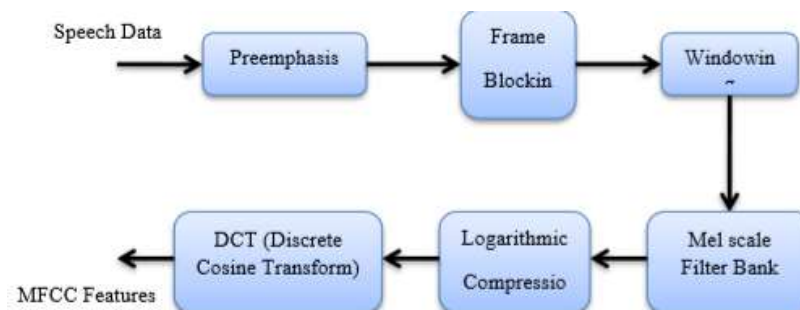 Speech Data
Preemphasis
Frame
Blockin
Windowin
Mel scale
Filter Bank
Logarithmic
Compressio
DCT (Discrete
Cosine Transform)
MFCC Features